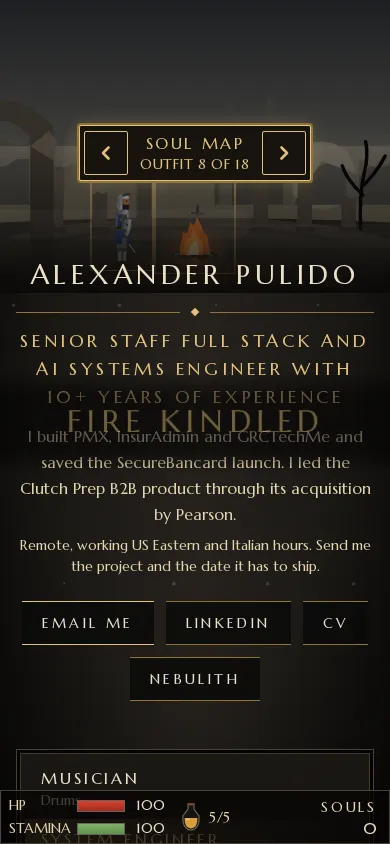 SOUL MAP
OUTFIT 8 OF 18
ALEXANDER PULIDO
SENIOR STAFF FULL STACK AND
AI SYSTEMS ENGINEER WITH
10+ YEARS OF EXPERIENCE
FIRE KINDLED
I built PMX, InsurAdmin and GRCTechMe and
saved the SecureBancard launch. I led the
Clutch Prep B2B product through its acquisition
by Pearson.
Remote, working US Eastern and Italian hours. Send me
the project and the date it has to ship.
EMAIL ME
LINKEDIN
CV
NEBULITH
MUSICIAN
Drums
HP 100
5/5
SOULS
STAMINA 100
0
SYSTEM ENGINEER